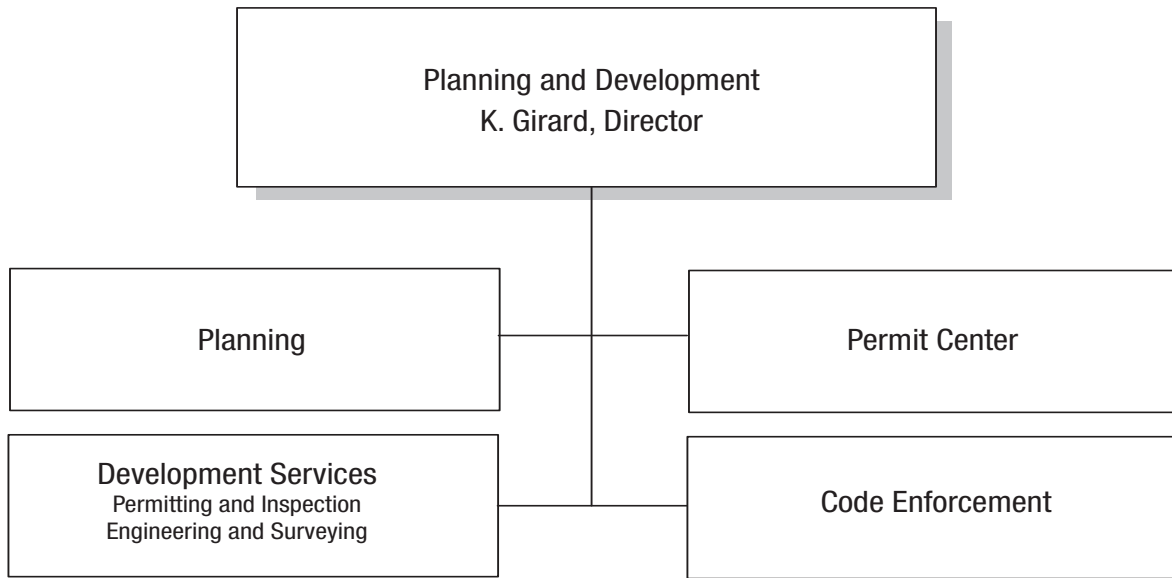 Planning and Development
K. Girard, Director
Planning
Permit Center
Development Services
Permitting and Inspection
Engineering and Surveying
Code Enforcement